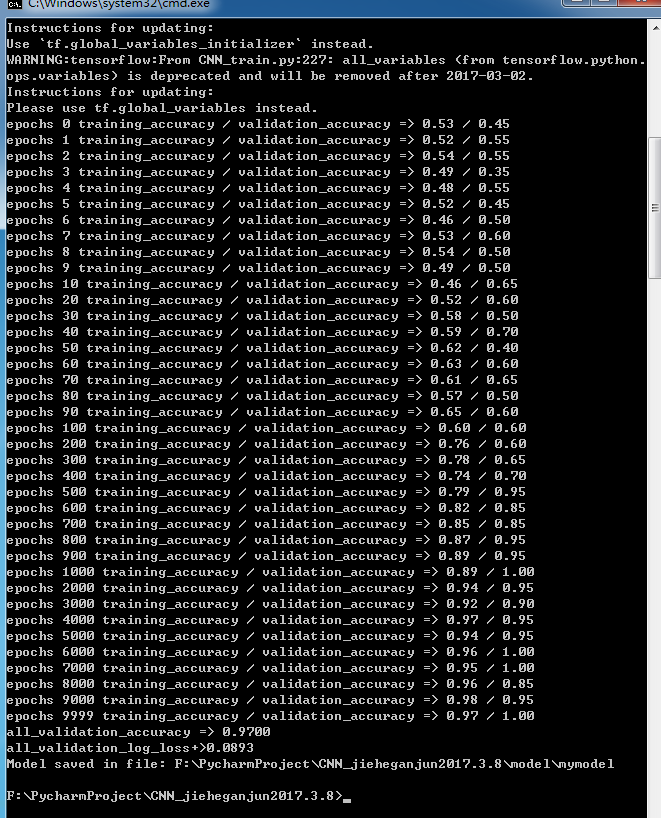 C:\Windows\system32\cmd.exe
Instructions for updating:
Use `tf.global_variables_initializer` instead.
WARNING:tensorflow:From CNN_train.py:227: all_variables (from tensorflow.python.
ops.variables) is deprecated and will be removed after 2017-03-02.
Instructions for updating:
Please use tf.global_variables instead.
epochs 0 training_accuracy / validation_accuracy => 0.53 / 0.45
epochs 1 training_accuracy / validation_accuracy => 0.52 / 0.55
epochs 2 training_accuracy / validation_accuracy => 0.54 / 0.55
epochs 3 training_accuracy / validation_accuracy => 0.49 / 0.35
epochs 4 training_accuracy / validation_accuracy => 0.48 / 0.55
epochs 5 training_accuracy / validation_accuracy => 0.52 / 0.45
epochs 6 training_accuracy / validation_accuracy => 0.46 / 0.50
epochs 7 training_accuracy / validation_accuracy => 0.53 / 0.60
epochs 8 training_accuracy / validation_accuracy => 0.54 / 0.50
epochs 9 training_accuracy / validation_accuracy => 0.49 / 0.50
epochs 10 training_accuracy / validation_accuracy => 0.46 / 0.65
epochs 20 training_accuracy / validation_accuracy => 0.52 / 0.60
epochs 30 training_accuracy / validation_accuracy => 0.58 / 0.50
epochs 40 training_accuracy / validation_accuracy => 0.59 / 0.70
epochs 50 training_accuracy / validation_accuracy => 0.62 / 0.40
epochs 60 training_accuracy / validation_accuracy => 0.63 / 0.60
epochs 70 training_accuracy / validation_accuracy => 0.61 / 0.65
epochs 80 training_accuracy / validation_accuracy => 0.57 / 0.50
epochs 90 training_accuracy / validation_accuracy => 0.65 / 0.60
epochs 100 training_accuracy / validation_accuracy => 0.60 / 0.60
epochs 200 training_accuracy / validation_accuracy => 0.76 / 0.60
epochs 300 training_accuracy / validation_accuracy => 0.78 / 0.65
epochs 400 training_accuracy / validation_accuracy => 0.74 / 0.70
epochs 500 training_accuracy / validation_accuracy => 0.79 / 0.95
epochs 600 training_accuracy / validation_accuracy => 0.82 / 0.85
epochs 700 training_accuracy / validation_accuracy => 0.85 / 0.85
epochs 800 training_accuracy / validation_accuracy => 0.87 / 0.95
epochs 900 training_accuracy / validation_accuracy => 0.89 / 0.95
epochs 1000 training_accuracy / validation_accuracy => 0.89 / 1.00
epochs 2000 training_accuracy / validation_accuracy => 0.94 / 0.95
epochs 3000 training_accuracy / validation_accuracy => 0.92 / 0.90
epochs 4000 training_accuracy / validation_accuracy => 0.97 / 0.95
epochs 5000 training_accuracy / validation_accuracy => 0.94 / 0.95
epochs 6000 training_accuracy / validation_accuracy => 0.96 / 1.00
epochs 7000 training_accuracy / validation_accuracy => 0.95 / 1.00
epochs 8000 training_accuracy / validation_accuracy => 0.96 / 0.85
epochs 9000 training_accuracy / validation_accuracy => 0.98 / 0.95
epochs 9999 training_accuracy / validation_accuracy => 0.97 / 1.00
all_validation_accuracy => 0.9700
all_validation_log_loss+>0.0893
Model saved in file: F:\PycharmProject\CNN_jieheganjun2017.3.8\model\mymodel
F:\PycharmProject\CNN_jieheganjun2017.3.8>